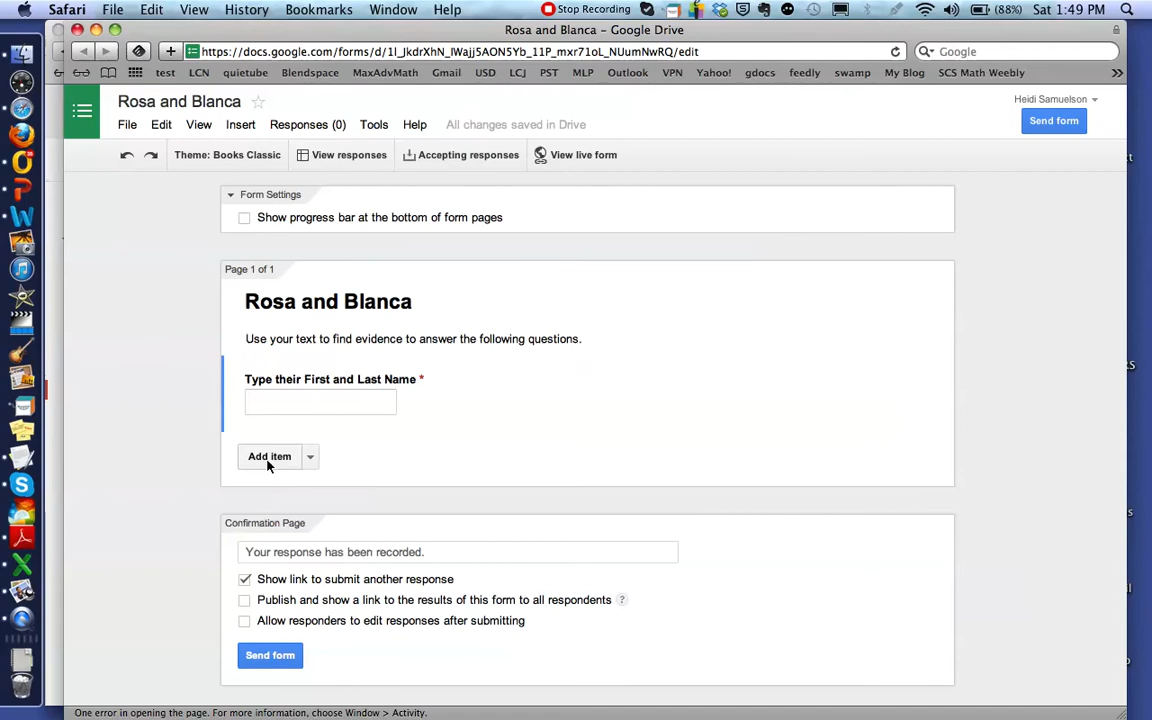 Safari File Edit View History Bookmarks Window Help Stop Recording (88%) Sat 1:49 PM
Rosa and Blanca – Google Drive
https://docs.google.com/forms/d/1l_JkdrXhN_lWajj5AON5Yb_11P_mxr71oL_NUumNwRQ/edit Google
test LCN quietube Blendspace MaxAdvMath Gmail USD LCJ PST MLP Outlook VPN Yahoo! gdocs feedly swamp My Blog SCS Math Weekly
Rosa and Blanca
Heidi Samuelson
File Edit View Insert Responses (0) Tools Help All changes saved in Drive
Send form
Theme: Books Classic View responses Accepting responses View live form
Form Settings
Show progress bar at the bottom of form pages
Page 1 of 1
Rosa and Blanca
Use your text to find evidence to answer the following questions.
Type their First and Last Name *
Add item
Confirmation Page
Your response has been recorded.
Show link to submit another response
Publish and show a link to the results of this form to all respondents ?
Allow responders to edit responses after submitting
Send form
One error in opening the page. For more information, choose Window > Activity.